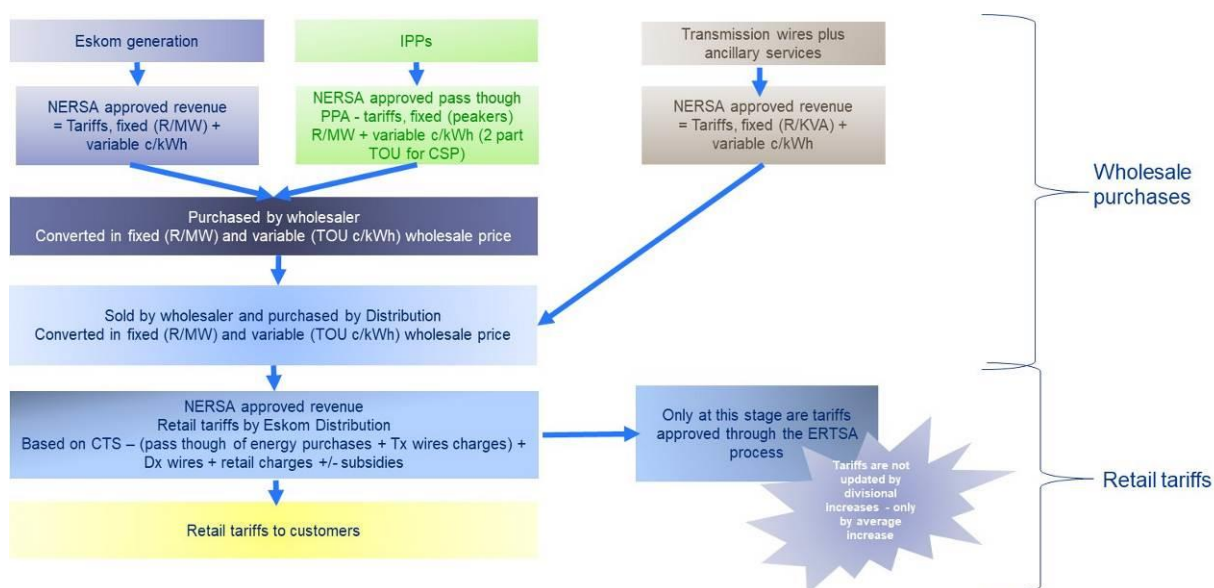 Eskom generation
IPPs
Transmission wires plus
ancillary services
NERSA approved revenue
= Tariffs, fixed (R/MW) +
variable c/kWh
NERSA approved pass though
PPA - tariffs, fixed (peakers)
R/MW + variable c/kWh (2 part
TOU for CSP)
NERSA approved revenue
= Tariffs, fixed (R/KVA) +
variable c/kWh
Wholesale
purchases
Purchased by wholesaler
Converted in fixed (R/MW) and variable (TOU c/kWh) wholesale price
Sold by wholesaler and purchased by Distribution
Converted in fixed (R/MW) and variable (TOU c/kWh) wholesale price
NERSA approved revenue
Retail tariffs by Eskom Distribution
Based on CTS – (pass though of energy purchases + Tx wires charges) +
Dx wires + retail charges +/- subsidies
Only at this stage are tariffs
approved through the ERTSA
process
Tariffs are not
updated by
divisional
increases - only
by average
increase
Retail tariffs
Retail tariffs to customers